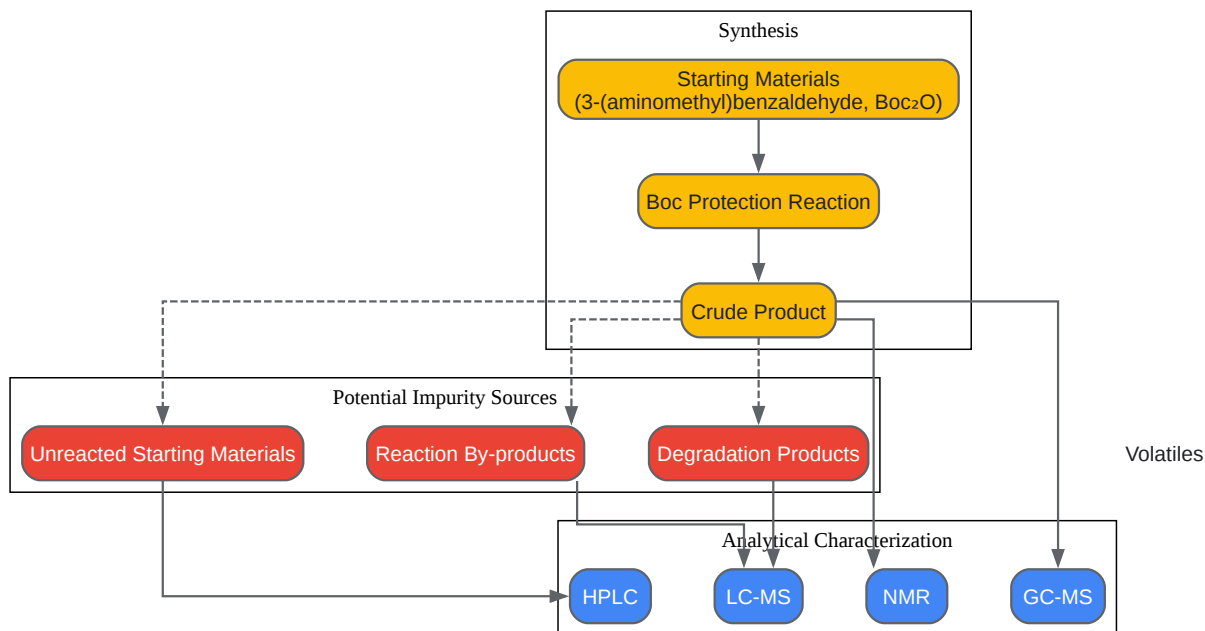 Synthesis
Starting Materials
(3-(aminomethyl)benzaldehyde, Boc₂O)
Boc Protection Reaction
Crude Product
Potential Impurity Sources
Unreacted Starting Materials
Reaction By-products
Degradation Products
Volatiles
Analytical Characterization
HPLC
LC-MS
NMR
GC-MS